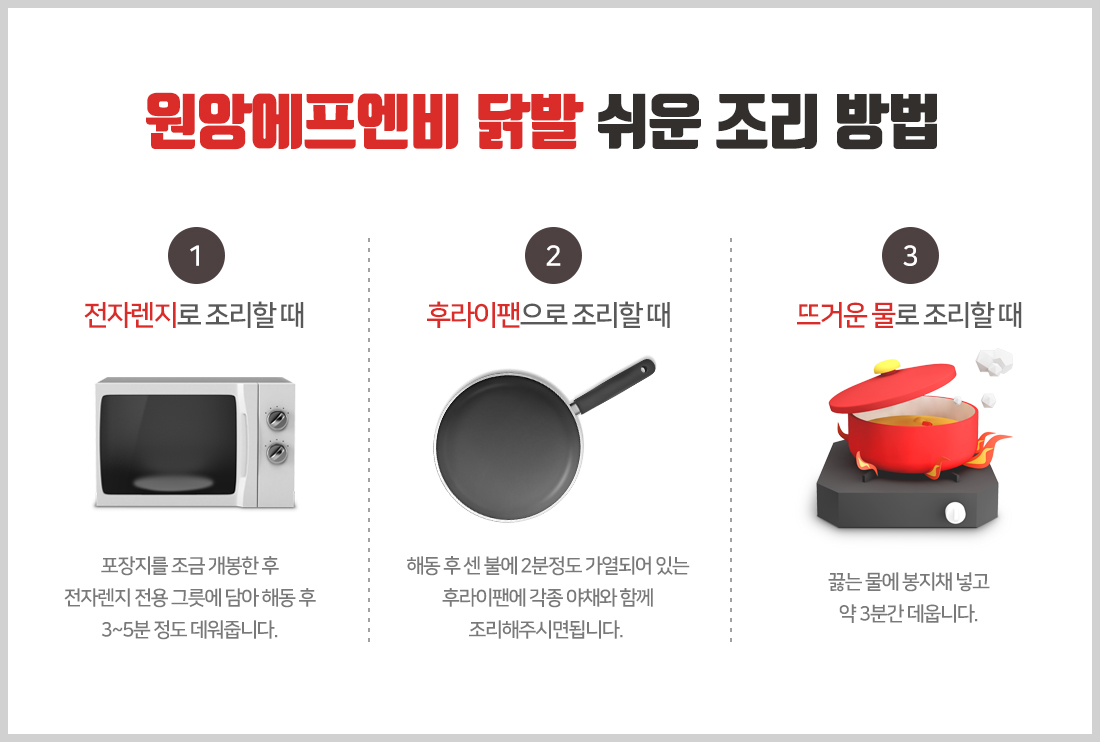 원앙에프엔비 닭발 쉬운 조리 방법
1
전자렌지로 조리할 때
포장지를 조금 개봉한 후
전자렌지 전용 그릇에 담아 해동 후
3~5분 정도 데워줍니다.
2
후라이팬으로 조리할 때
해동 후 센 불에 2분정도 가열되어 있는
후라이팬에 각종 야채와 함께
조리해주시면됩니다.
3
뜨거운 물로 조리할 때
끓는 물에 봉지채 넣고
약 3분간 데웁니다.